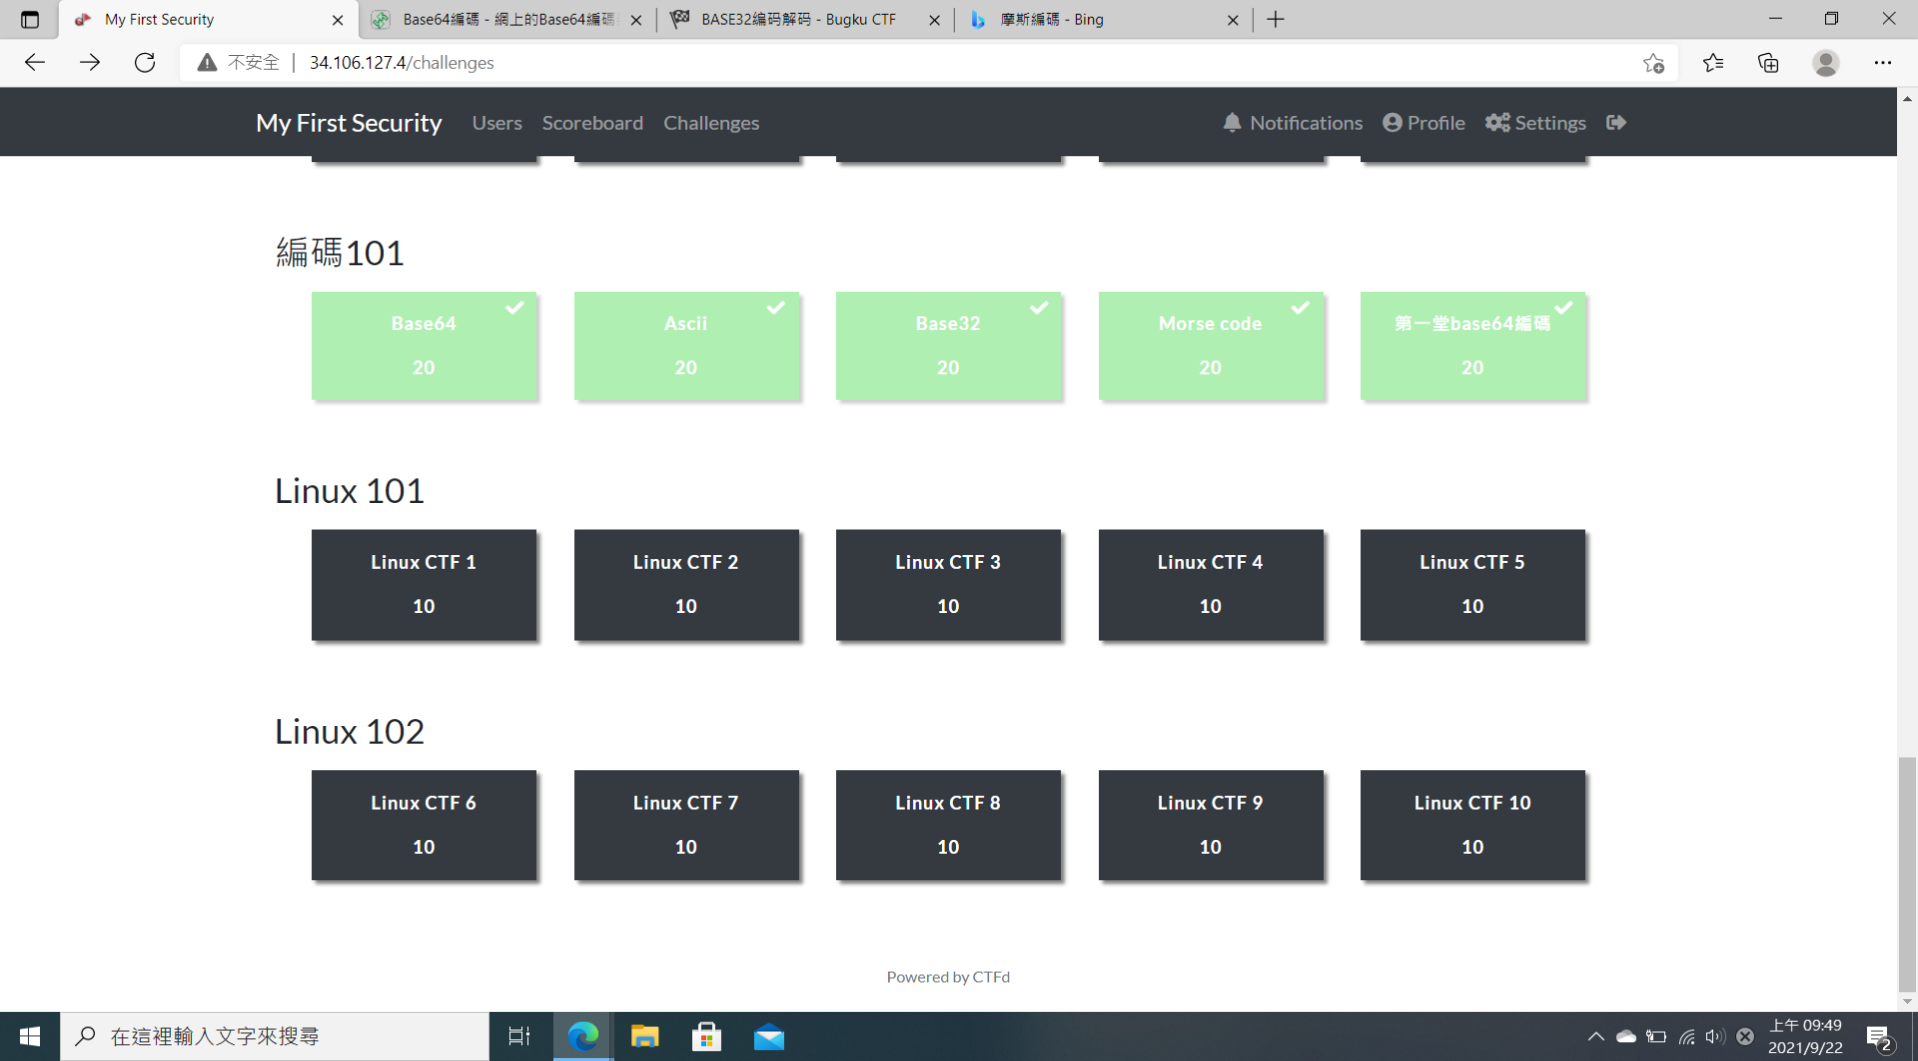 My First Security
Base64編碼 - 網上的Base64編碼
BASE32编码解码 - Bugku CTF
摩斯編碼 - Bing
不安全 | 34.106.127.4/challenges
My First Security Users Scoreboard Challenges Notifications Profile Settings
編碼101
Base64 Ascii Base32 Morse code 第一堂base64編碼
20 20 20 20 20
Linux 101
Linux CTF 1 Linux CTF 2 Linux CTF 3 Linux CTF 4 Linux CTF 5
10 10 10 10 10
Linux 102
Linux CTF 6 Linux CTF 7 Linux CTF 8 Linux CTF 9 Linux CTF 10
10 10 10 10 10
Powered by CTFd
在這裡輸入文字來搜尋
上午 09:49
2021/9/22
2